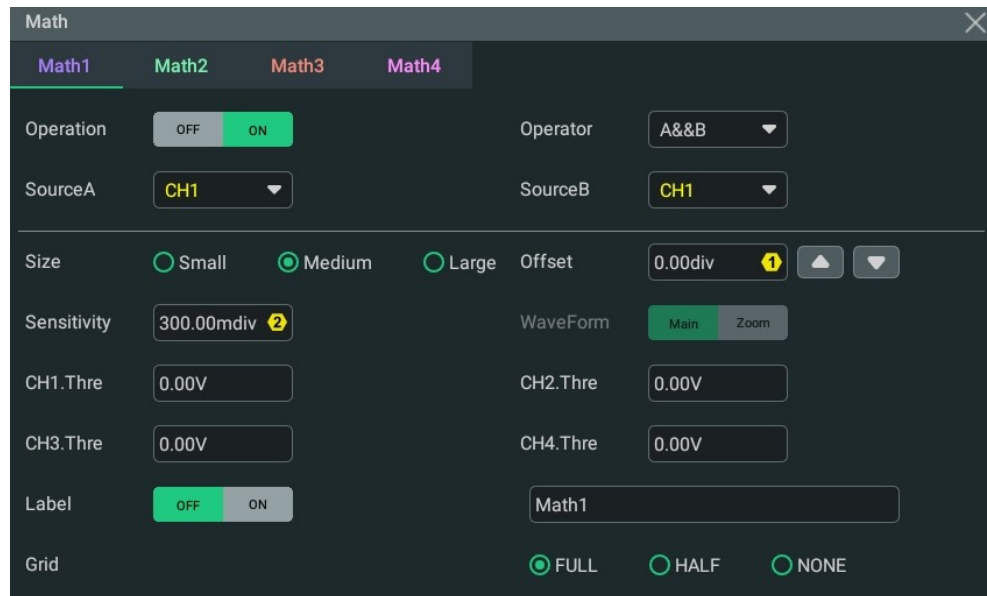 Math
Math1 Math2 Math3 Math4
Operation OFF ON Operator A&&B
SourceA CH1 SourceB CH1
Size Small Medium Large Offset 0.00div 1
Sensitivity 300.00mdiv 2 WaveForm Main Zoom
CH1.Thre 0.00V CH2.Thre 0.00V
CH3.Thre 0.00V CH4.Thre 0.00V
Label OFF ON Math1
Grid FULL HALF NONE